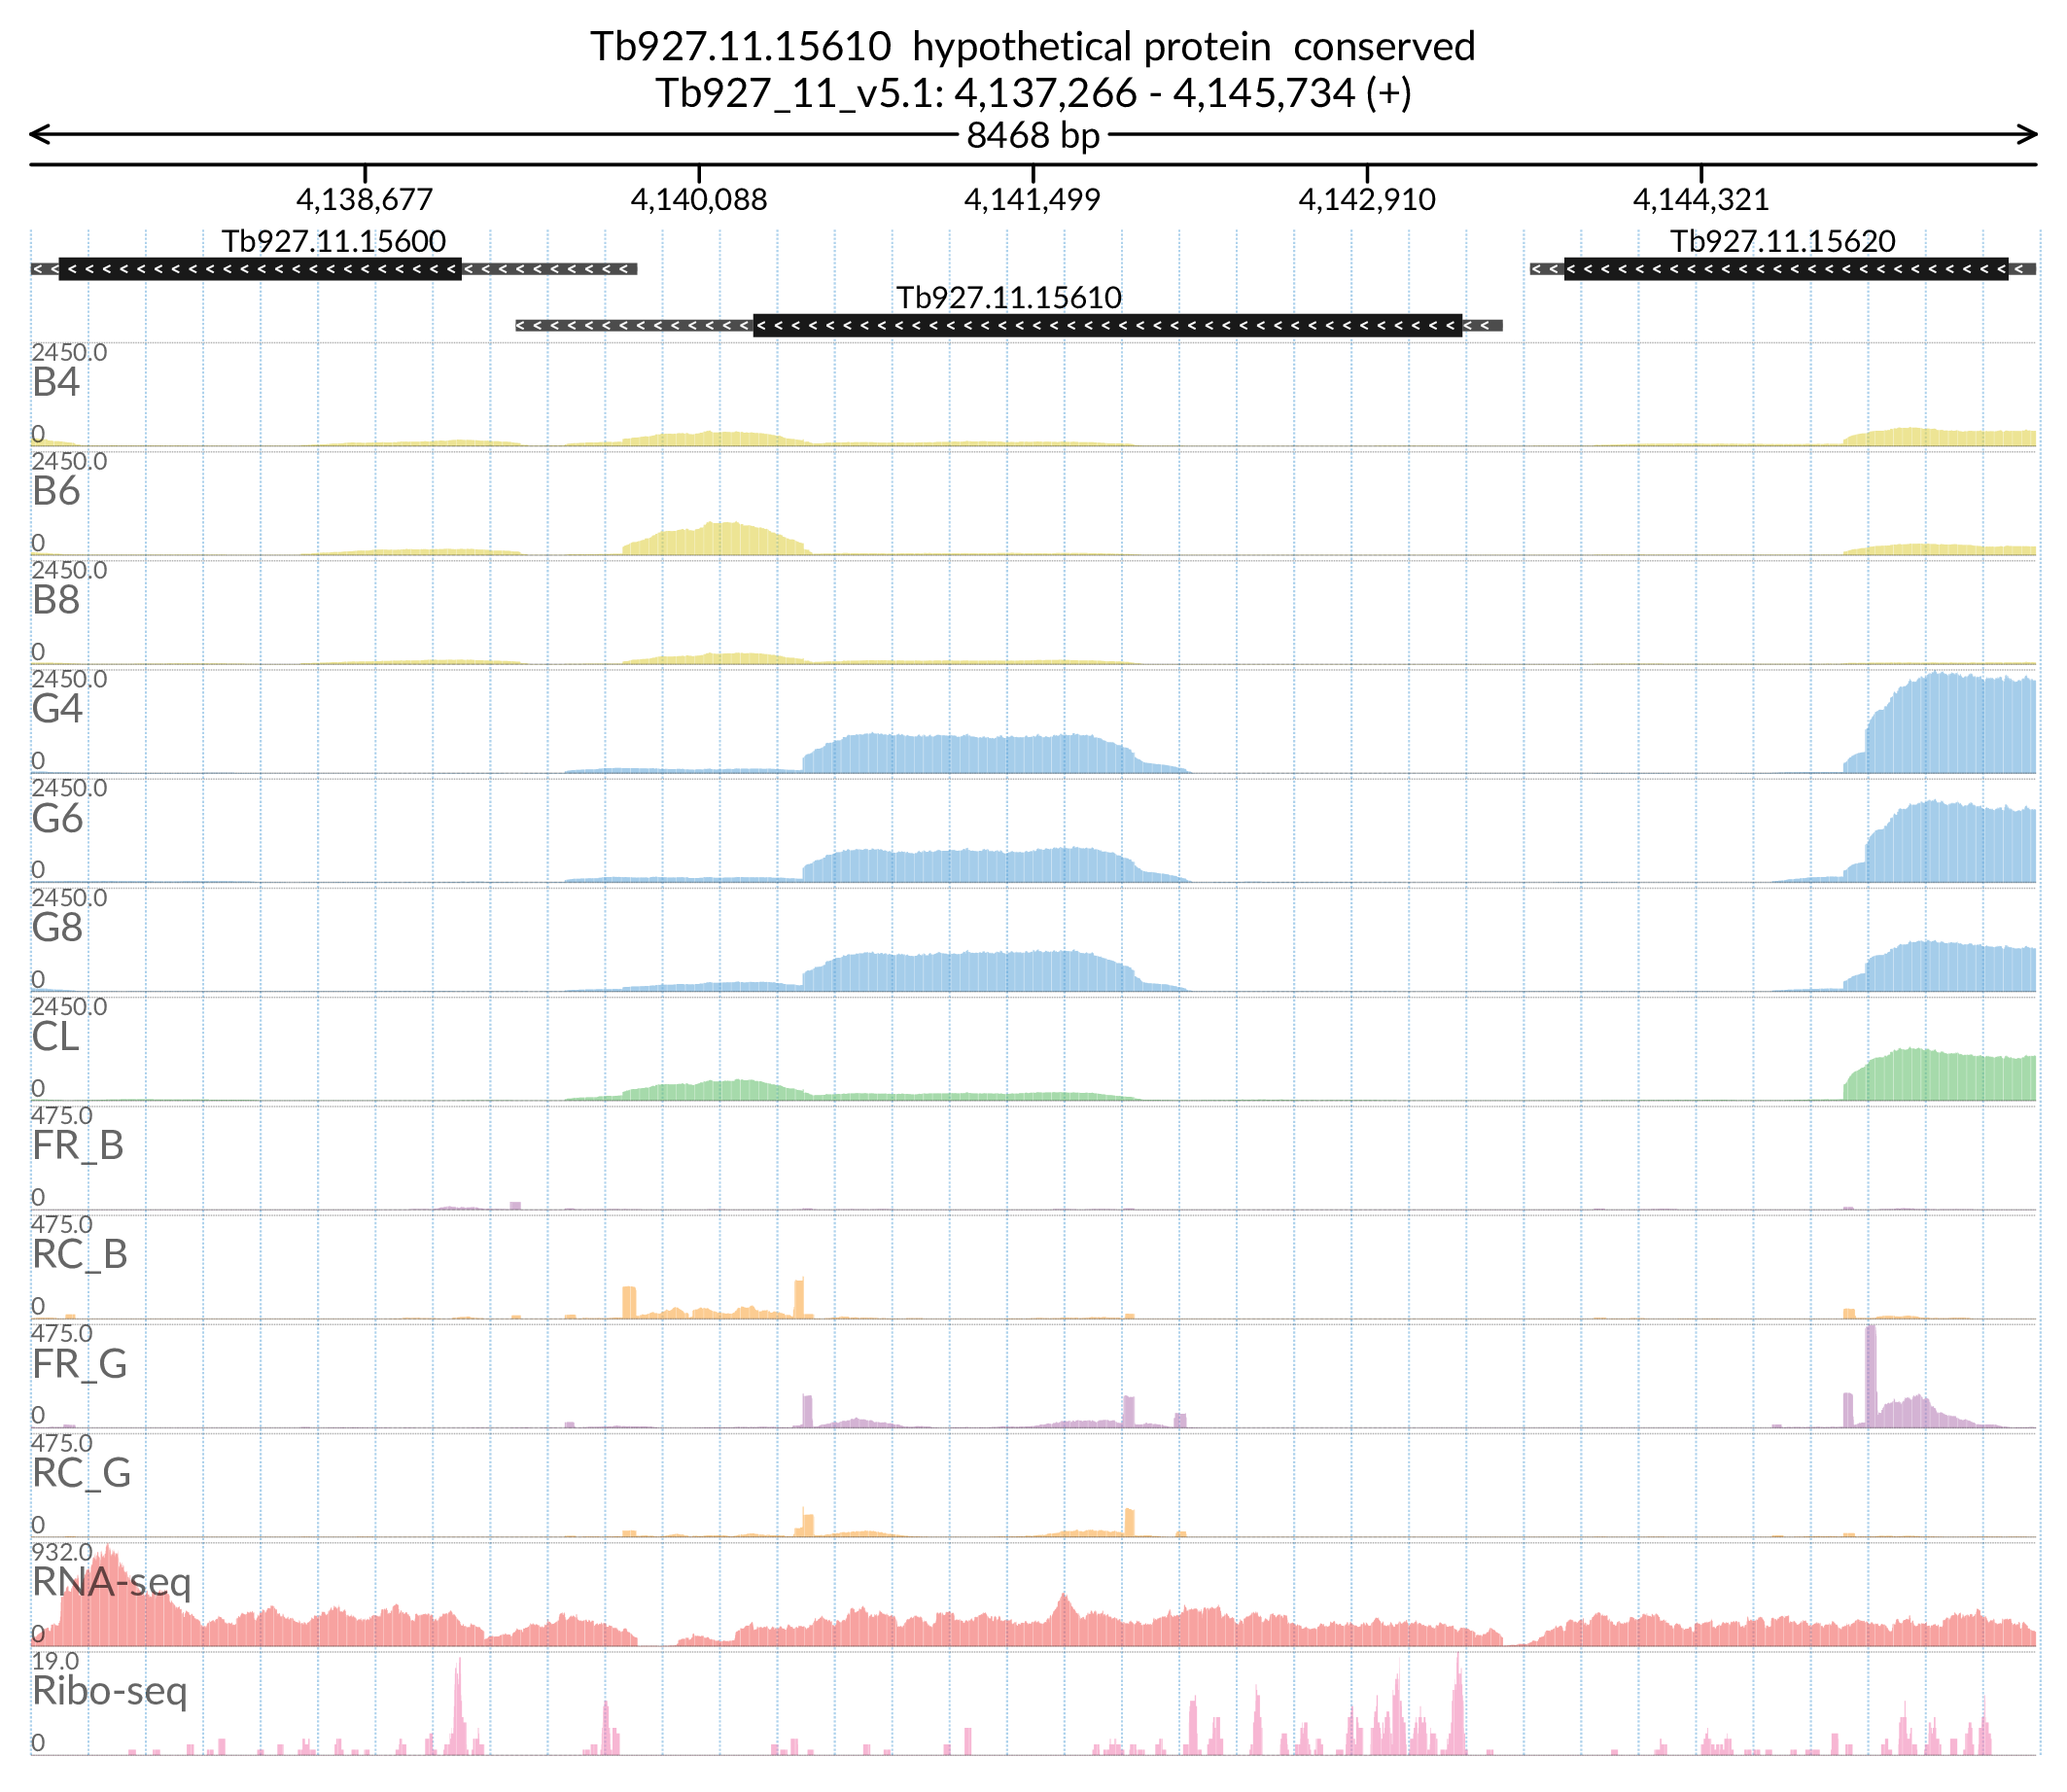 Tb927.11.15610 hypothetical protein conserved
Tb927_11_v5.1: 4,137,266 - 4,145,734 (+)
8468 bp
4,138,677 4,140,088 4,141,499 4,142,910 4,144,321
Tb927.11.15600 Tb927.11.15620
Tb927.11.15610
2450.0
B4
0
2450.0
B6
0
2450.0
B8
0
2450.0
G4
0
2450.0
G6
0
2450.0
G8
0
2450.0
CL
0
475.0
FR_B
0
475.0
RC_B
0
475.0
FR_G
0
475.0
RC_G
0
932.0
RNA-seq
0
19.0
Ribo-seq
0